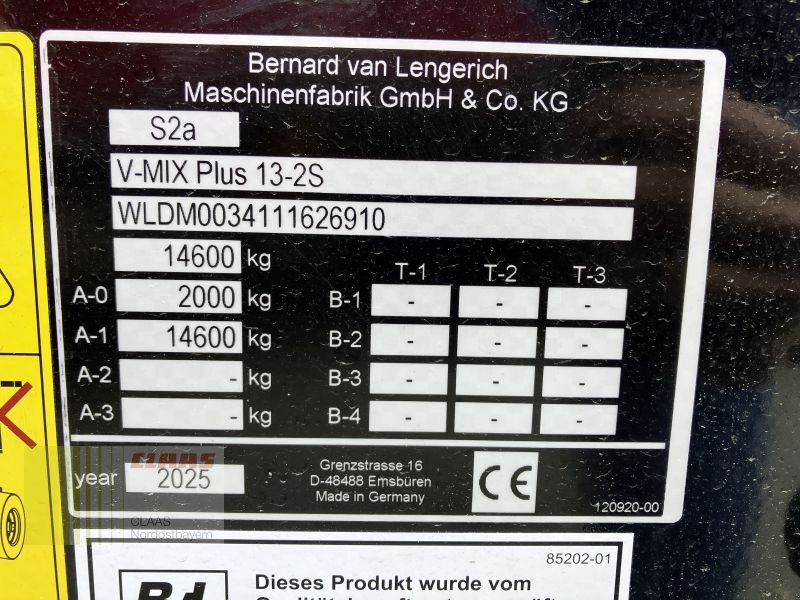 Bernard van Lengerich
Maschinenfabrik GmbH & Co. KG
S2a
V-MIX Plus 13-2S
WLDM0034111626910
14600 kg
T-1 T-2 T-3
A-0 2000 kg B-1 - - -
A-1 14600 kg B-2 - - -
A-2 - kg B-3 - - -
A-3 - kg B-4 - - -
year 2025
CLAAS
CLAAS
Nordostbayern
Grenzstrasse 16
D-48488 Emsbüren
Made in Germany
CE
120920-00
85202-01
Dieses Produkt wurde vom